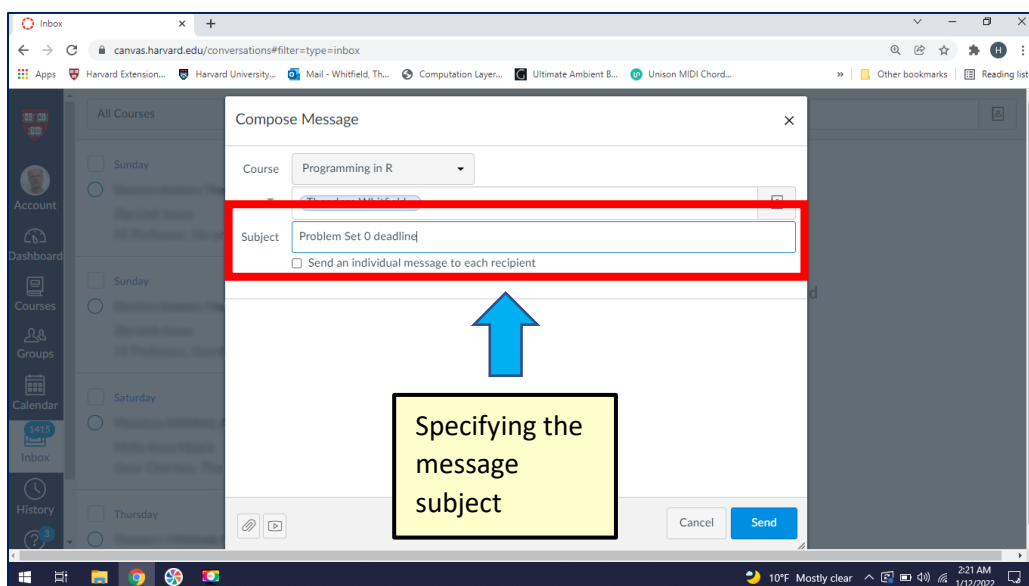 Inbox
canvas.harvard.edu/conversations#filter=type=inbox
H
Apps Harvard Extension... Harvard University... Mail - Whitfield, Th... Computation Layer... Ultimate Ambient B... Unison MIDI Chord... » Other bookmarks Reading list
All Courses
Compose Message
Sunday
Course Programming in R
Account
Subject Problem Set 0 deadline
Send an individual message to each recipient
Dashboard
Sunday
Courses
Groups
Calendar
Saturday
1415
Inbox
Specifying the
message
subject
History
Thursday
Cancel Send
3
10°F Mostly clear
2:21 AM
1/12/2022